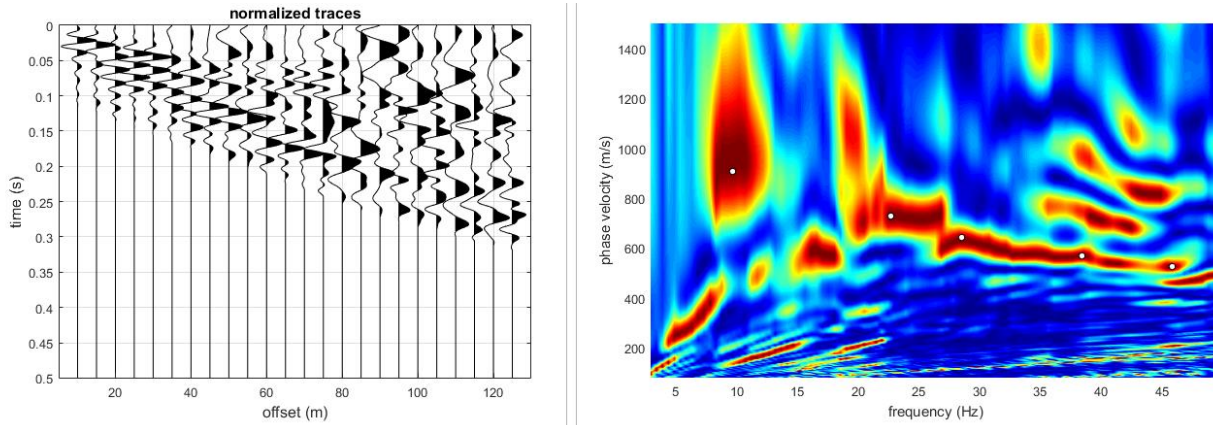 normalized traces
0
0.05
0.1
0.15
0.2
0.25
0.3
0.35
0.4
0.45
0.5
time (s)
20 40 60 80 100 120
offset (m)
1400
1200
1000
800
600
400
200
phase velocity (m/s)
5 10 15 20 25 30 35 40 45
frequency (Hz)